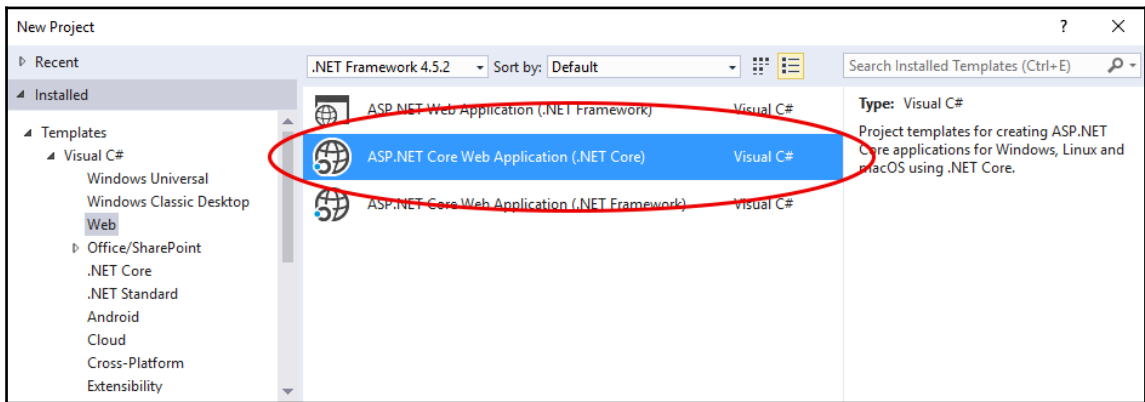 New Project
? ×
Recent
.NET Framework 4.5.2 Sort by: Default
Search Installed Templates (Ctrl+E)
Installed
Templates
Visual C#
Windows Universal
Windows Classic Desktop
Web
Office/SharePoint
.NET Core
.NET Standard
Android
Cloud
Cross-Platform
Extensibility
ASP.NET Web Application (.NET Framework) Visual C#
ASP.NET Core Web Application (.NET Core) Visual C#
ASP.NET Core Web Application (.NET Framework) Visual C#
Type: Visual C#
Project templates for creating ASP.NET
Core applications for Windows, Linux and
macOS using .NET Core.